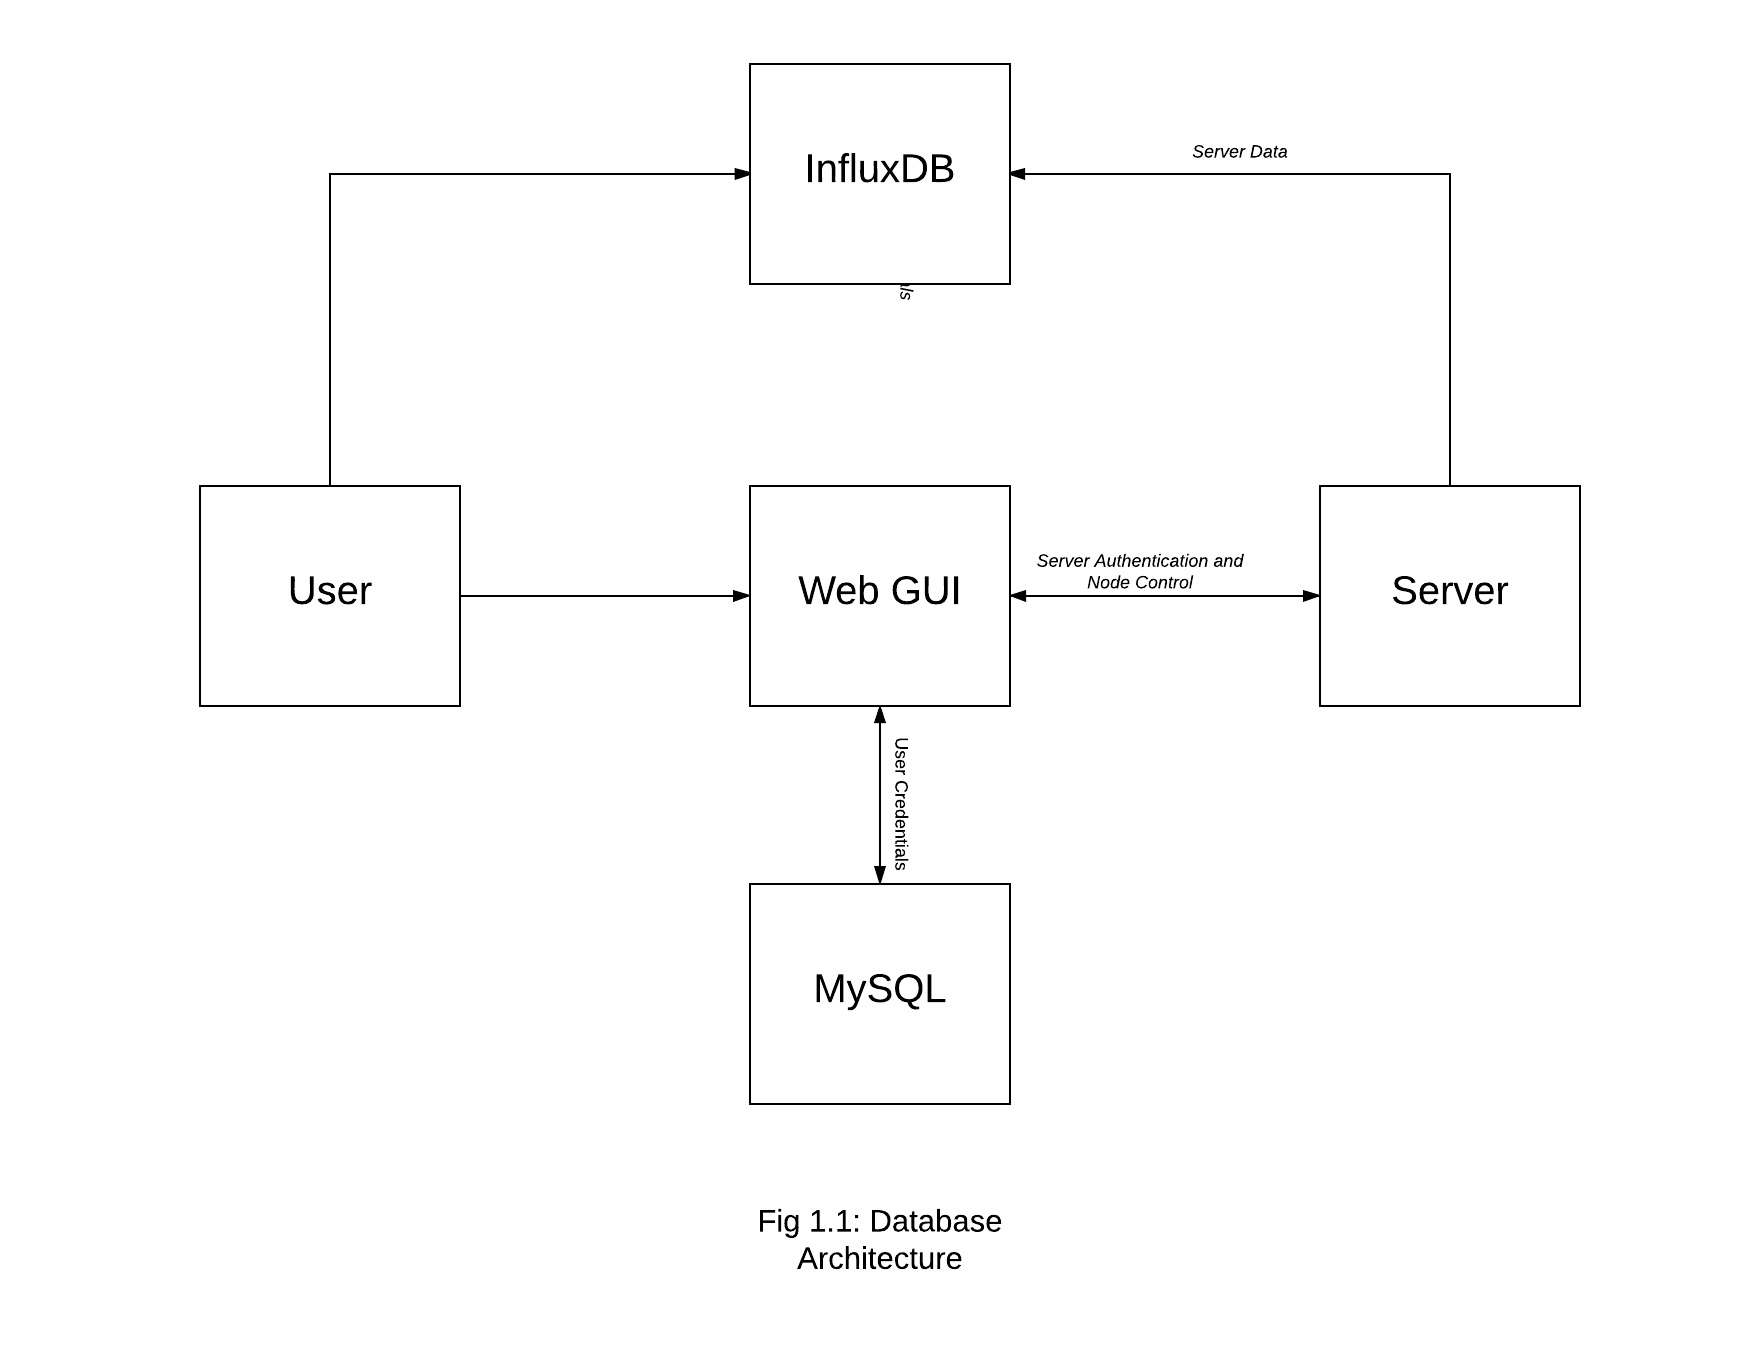 InfluxDB
Server Data
User
Web GUI
Server Authentication and
Node Control
Server
User Credentials
MySQL
Fig 1.1: Database
Architecture